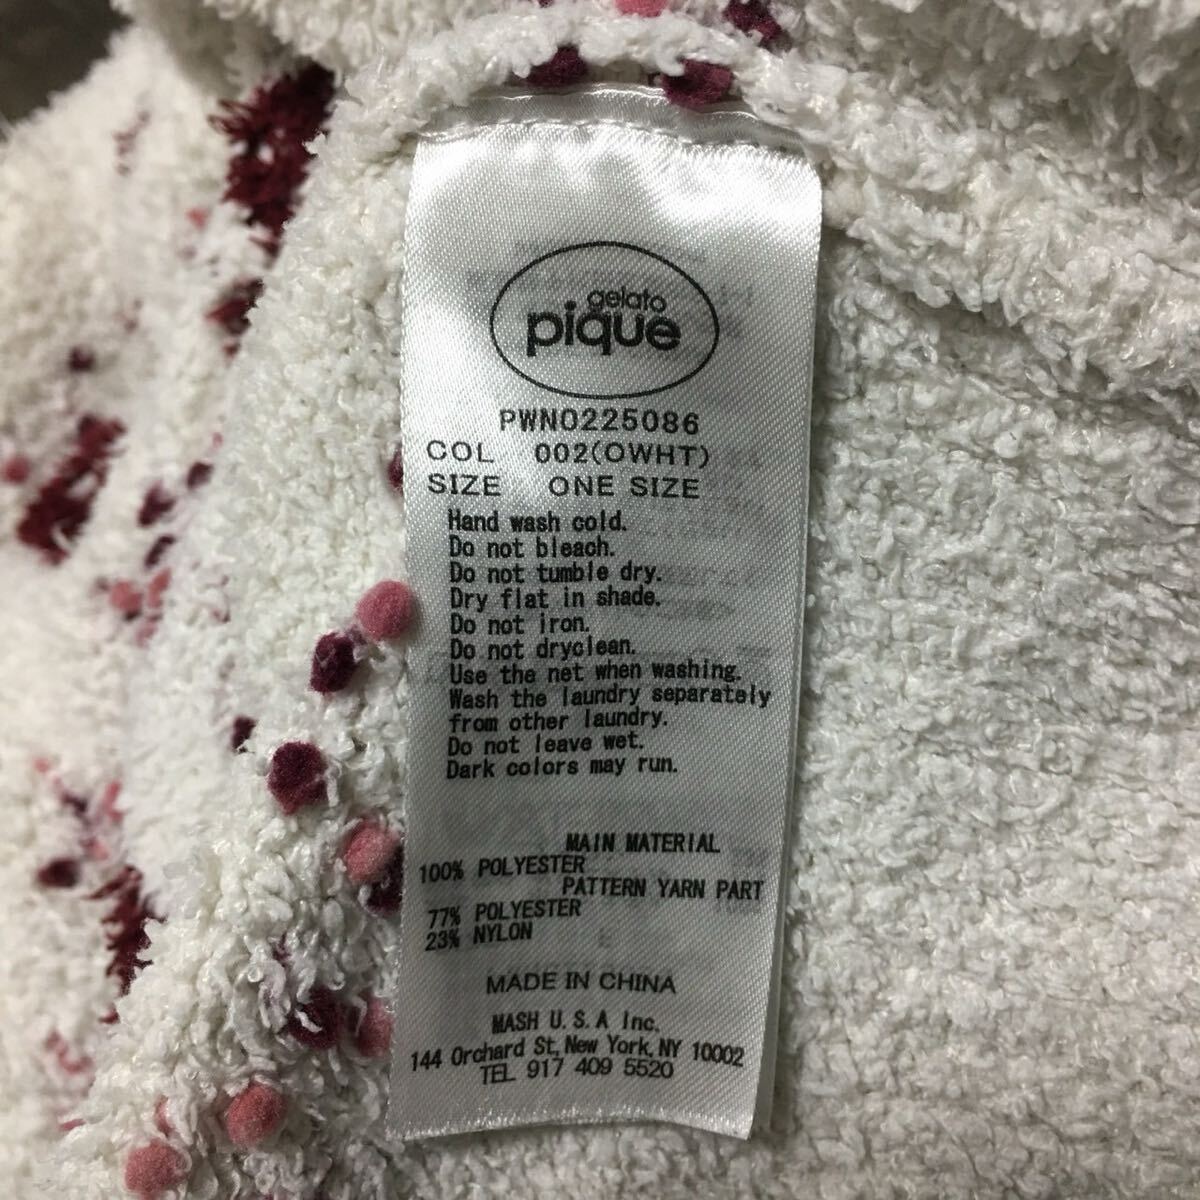 gelato
pique
PWNO225086
COL 002(OWHT)
SIZE ONE SIZE
Hand wash cold.
Do not bleach.
Do not tumble dry.
Dry flat in shade.
Do not iron.
Do not dryclean.
Use the net when washing.
Wash the laundry separately
from other laundry.
Do not leave wet.
Dark colors may run.
MAIN MATERIAL
100% POLYESTER
PATTERN YARN PART
77% POLYESTER
23% NYLON
MADE IN CHINA
MASH U.S.A Inc.
144 Orchard St, New York, NY 10002
TEL 917 409 5520